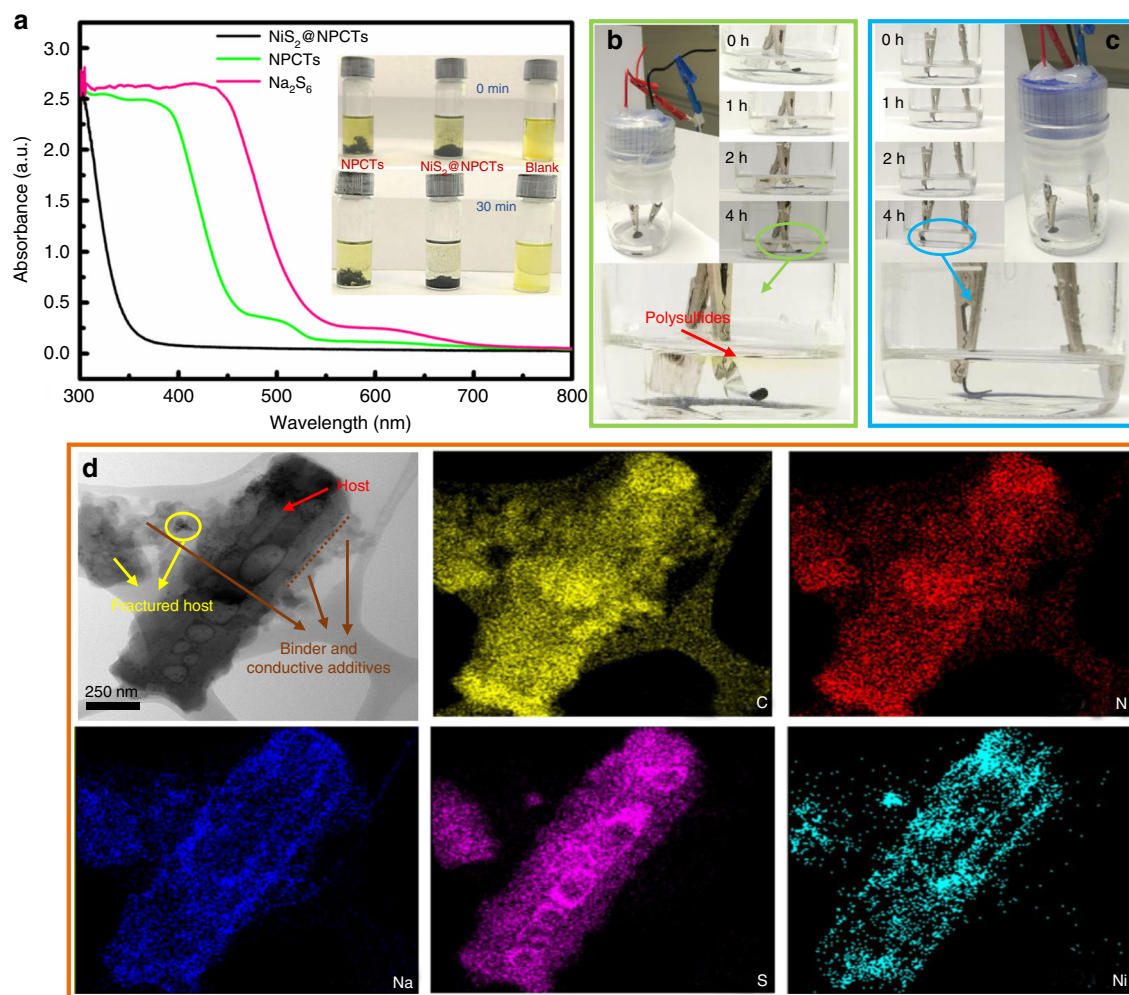 a
3.0
2.5
2.0
1.5
1.0
0.5
0.0
300
400
500
600
700
800
Absorbance (a.u.)
Wavelength (nm)
NiS₂@NPCTs
NPCTs
Na₂S₆
0 min
NPCTs
NiS₂@NPCTs
Blank
30 min
b
0 h
1 h
2 h
4 h
Polysulfides
c
0 h
1 h
2 h
4 h
d
Host
Fractured host
Binder and
conductive additives
250 nm
C
N
Na
S
Ni